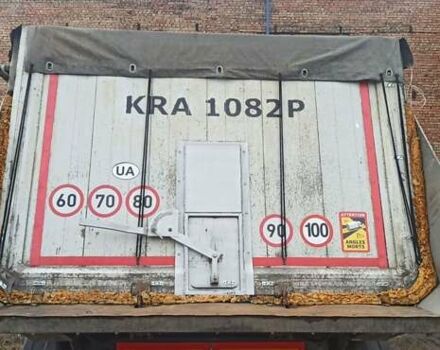 KRA 1082P
UA
60
70
80
90
100
ATTENTION
ANGLES
MORTS